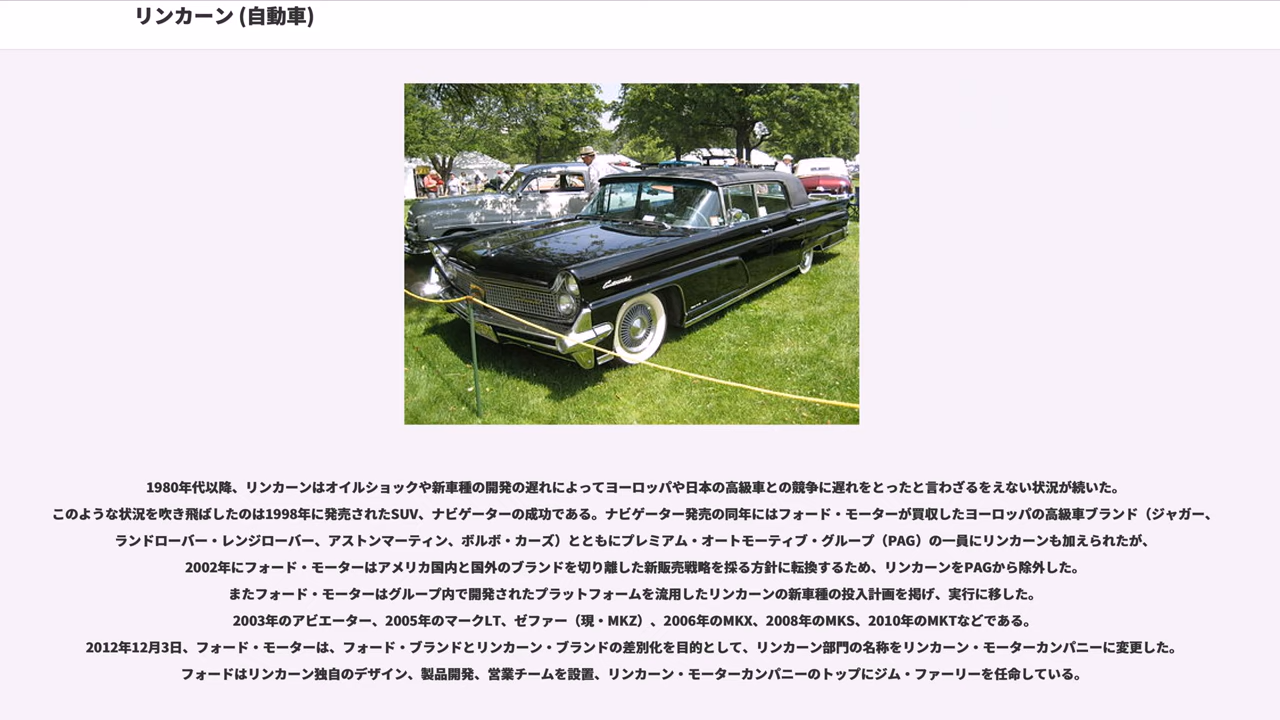 リンカーン (自動車)
1980年代以降、リンカーンはオイルショックや新車種の開発の遅れによってヨーロッパや日本の高級車との競争に遅れをとったと言わざるをえない状況が続いた。
このような状況を吹き飛ばしたのは1998年に発売されたSUV、ナビゲーターの成功である。ナビゲーター発売の同年にはフォード・モーターが買収したヨーロッパの高級車ブランド（ジャガー、
ランドローバー・レンジローバー、アストンマーティン、ボルボ・カーズ）とともにプレミアム・オートモーティブ・グループ（PAG）の一員にリンカーンも加えられたが、
2002年にフォード・モーターはアメリカ国内と国外のブランドを切り離した新販売戦略を採る方針に転換するため、リンカーンをPAGから除外した。
またフォード・モーターはグループ内で開発されたプラットフォームを流用したリンカーンの新車種の投入計画を掲げ、実行に移した。
2003年のアビエーター、2005年のマークLT、ゼファー（現・MKZ）、2006年のMKX、2008年のMKS、2010年のMKTなどである。
2012年12月3日、フォード・モーターは、フォード・ブランドとリンカーン・ブランドの差別化を目的として、リンカーン部門の名称をリンカーン・モーターカンパニーに変更した。
フォードはリンカーン独自のデザイン、製品開発、営業チームを設置、リンカーン・モーターカンパニーのトップにジム・ファーリーを任命している。